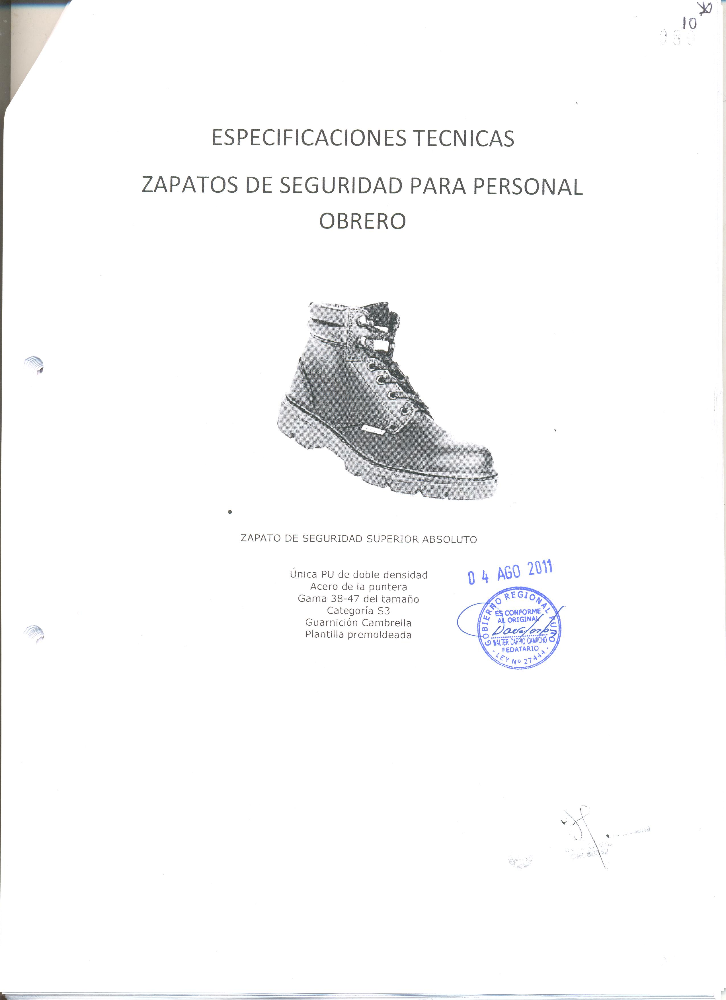 10
080
ESPECIFICACIONES TECNICAS
ZAPATOS DE SEGURIDAD PARA PERSONAL
OBRERO
ZAPATO DE SEGURIDAD SUPERIOR ABSOLUTO
Única PU de doble densidad
Acero de la puntera
Gama 38-47 del tamaño
Categoría S3
Guarnición Cambrella
Plantilla premoldeada
04 AGO 2011
GOBIERNO REGIONAL PUNO
ES CONFORME
AL ORIGINAL
WALTER CARPIO CAMACHO
FEDATARIO
- LEY Nº 27444 -